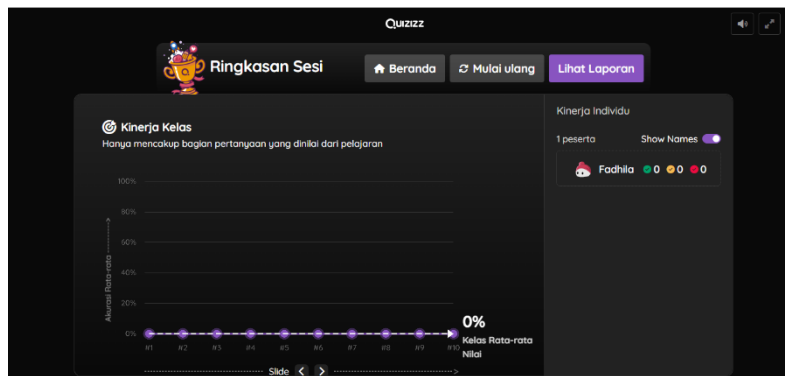 Quizizz
Ringkasan Sesi
Beranda
Mulai ulang
Lihat Laporan
Kinerja Kelas
Hanya mencakup bagian pertanyaan yang dinilai dari pelajaran
100%
80%
60%
40%
20%
0%
Akurasi Rata-rata
#1 #2 #3 #4 #5 #6 #7 #8 #9 #10
0%
Kelas Rata-rata
Nilai
Slide
Kinerja Individu
1 peserta Show Names
Fadhila 0 0 0